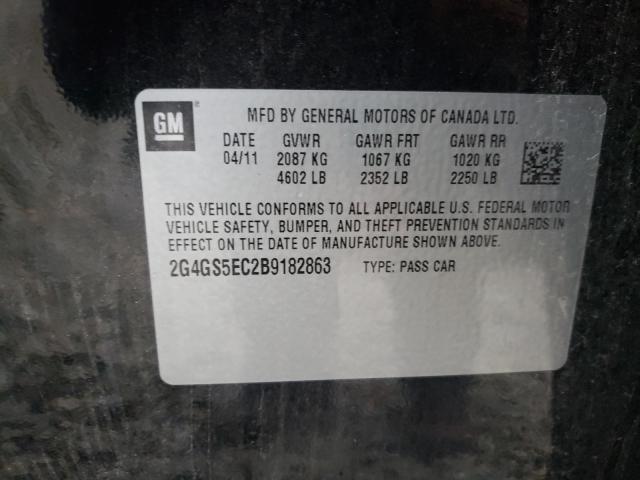 GM ®
MFD BY GENERAL MOTORS OF CANADA LTD.
DATE GVWR GAWR FRT GAWR RR
04/11 2087 KG 1067 KG 1020 KG
4602 LB 2352 LB 2250 LB
THIS VEHICLE CONFORMS TO ALL APPLICABLE U.S. FEDERAL MOTOR
VEHICLE SAFETY, BUMPER, AND THEFT PREVENTION STANDARDS IN
EFFECT ON THE DATE OF MANUFACTURE SHOWN ABOVE.
2G4GS5EC2B9182863 TYPE: PASS CAR